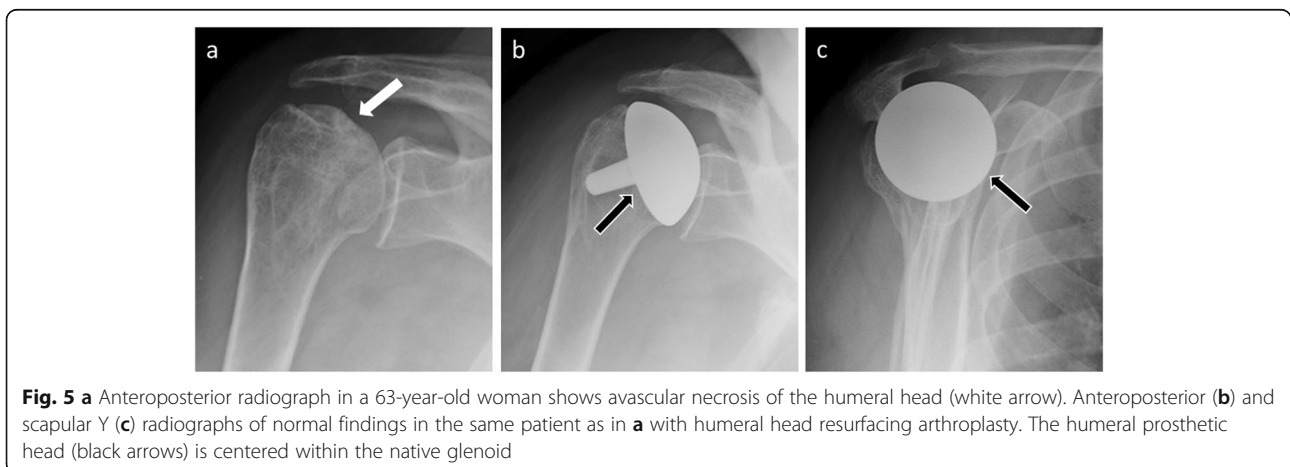 a
b
c
Fig. 5 a Anteroposterior radiograph in a 63-year-old woman shows avascular necrosis of the humeral head (white arrow). Anteroposterior (b) and
scapular Y (c) radiographs of normal findings in the same patient as in a with humeral head resurfacing arthroplasty. The humeral prosthetic
head (black arrows) is centered within the native glenoid